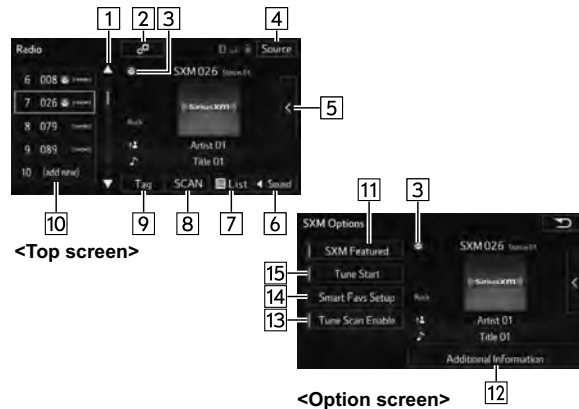 1 2 3 4
Radio Source
6 008
SXM 026 Station 01
7 026
((SiriusXM))
5
8 079
Rock
9 089
Artist 01
10 (add new)
Title 01
Tag SCAN List Sound
10 9 8 7 6
<Top screen>
11 3
SXM Options
SXM Featured
SXM 026 Station 01
15 Tune Start
((SiriusXM))
14 Smart Favs Setup
Rock
13 Tune Scan Enable
Artist 01
Title 01
Additional Information
12
<Option screen>